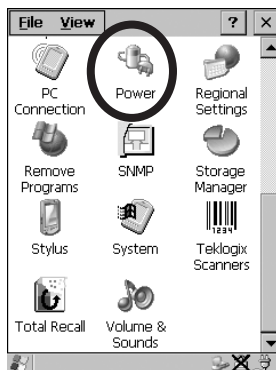 File View ? ×
PC Connection
Power
Regional Settings
Remove Programs
SNMP
Storage Manager
Stylus
System
1234
Teklogix Scanners
Total Recall
Volume & Sounds